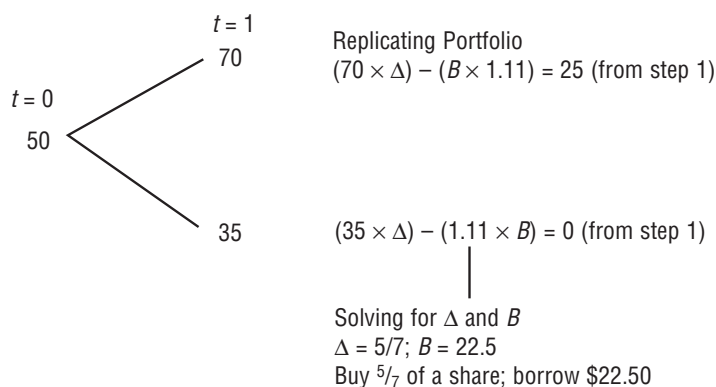 t = 1
70
Replicating Portfolio
(70 × Δ) – (B × 1.11) = 25 (from step 1)
t = 0
50
35
(35 × Δ) – (1.11 × B) = 0 (from step 1)
Solving for Δ and B
Δ = 5/7; B = 22.5
Buy 5/7 of a share; borrow $22.50